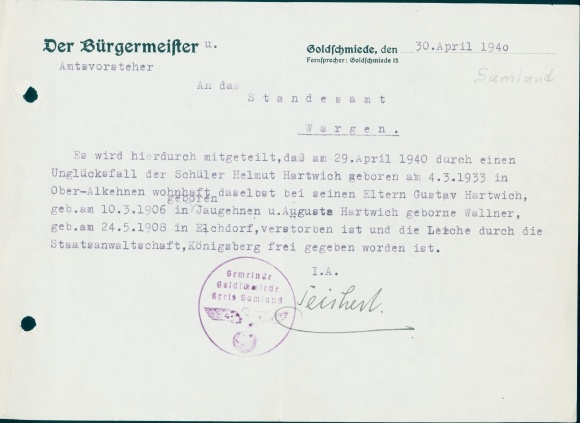 Der Bürgermeister u.
Amtsvorsteher
Goldschmiede, den 30.April 1940
Fernsprecher: Goldschmiede 12
Samland
An das
Standesamt
Wargen.
Es wird hierdurch mitgeteilt,daß am 29.April 1940 durch einen
Unglücksfall der Schüler Helmut Hartwich geboren am 4.3.1933 in
Ober-Alkehnen wohnhaft daselbst bei seinen Eltern Gustav Hartwich,
geboren
geb.am 10.3.1906 in Jaugehnen u.Auguste Hartwich geborne Wallner,
geb.am 24.5.1908 in Elchdorf,verstorben ist und die Leiche durch die
Staatsanwaltschaft,Königsberg frei gegeben worden ist.
I.A.
Gemeinde
Goldschmiede
Kreis Samland